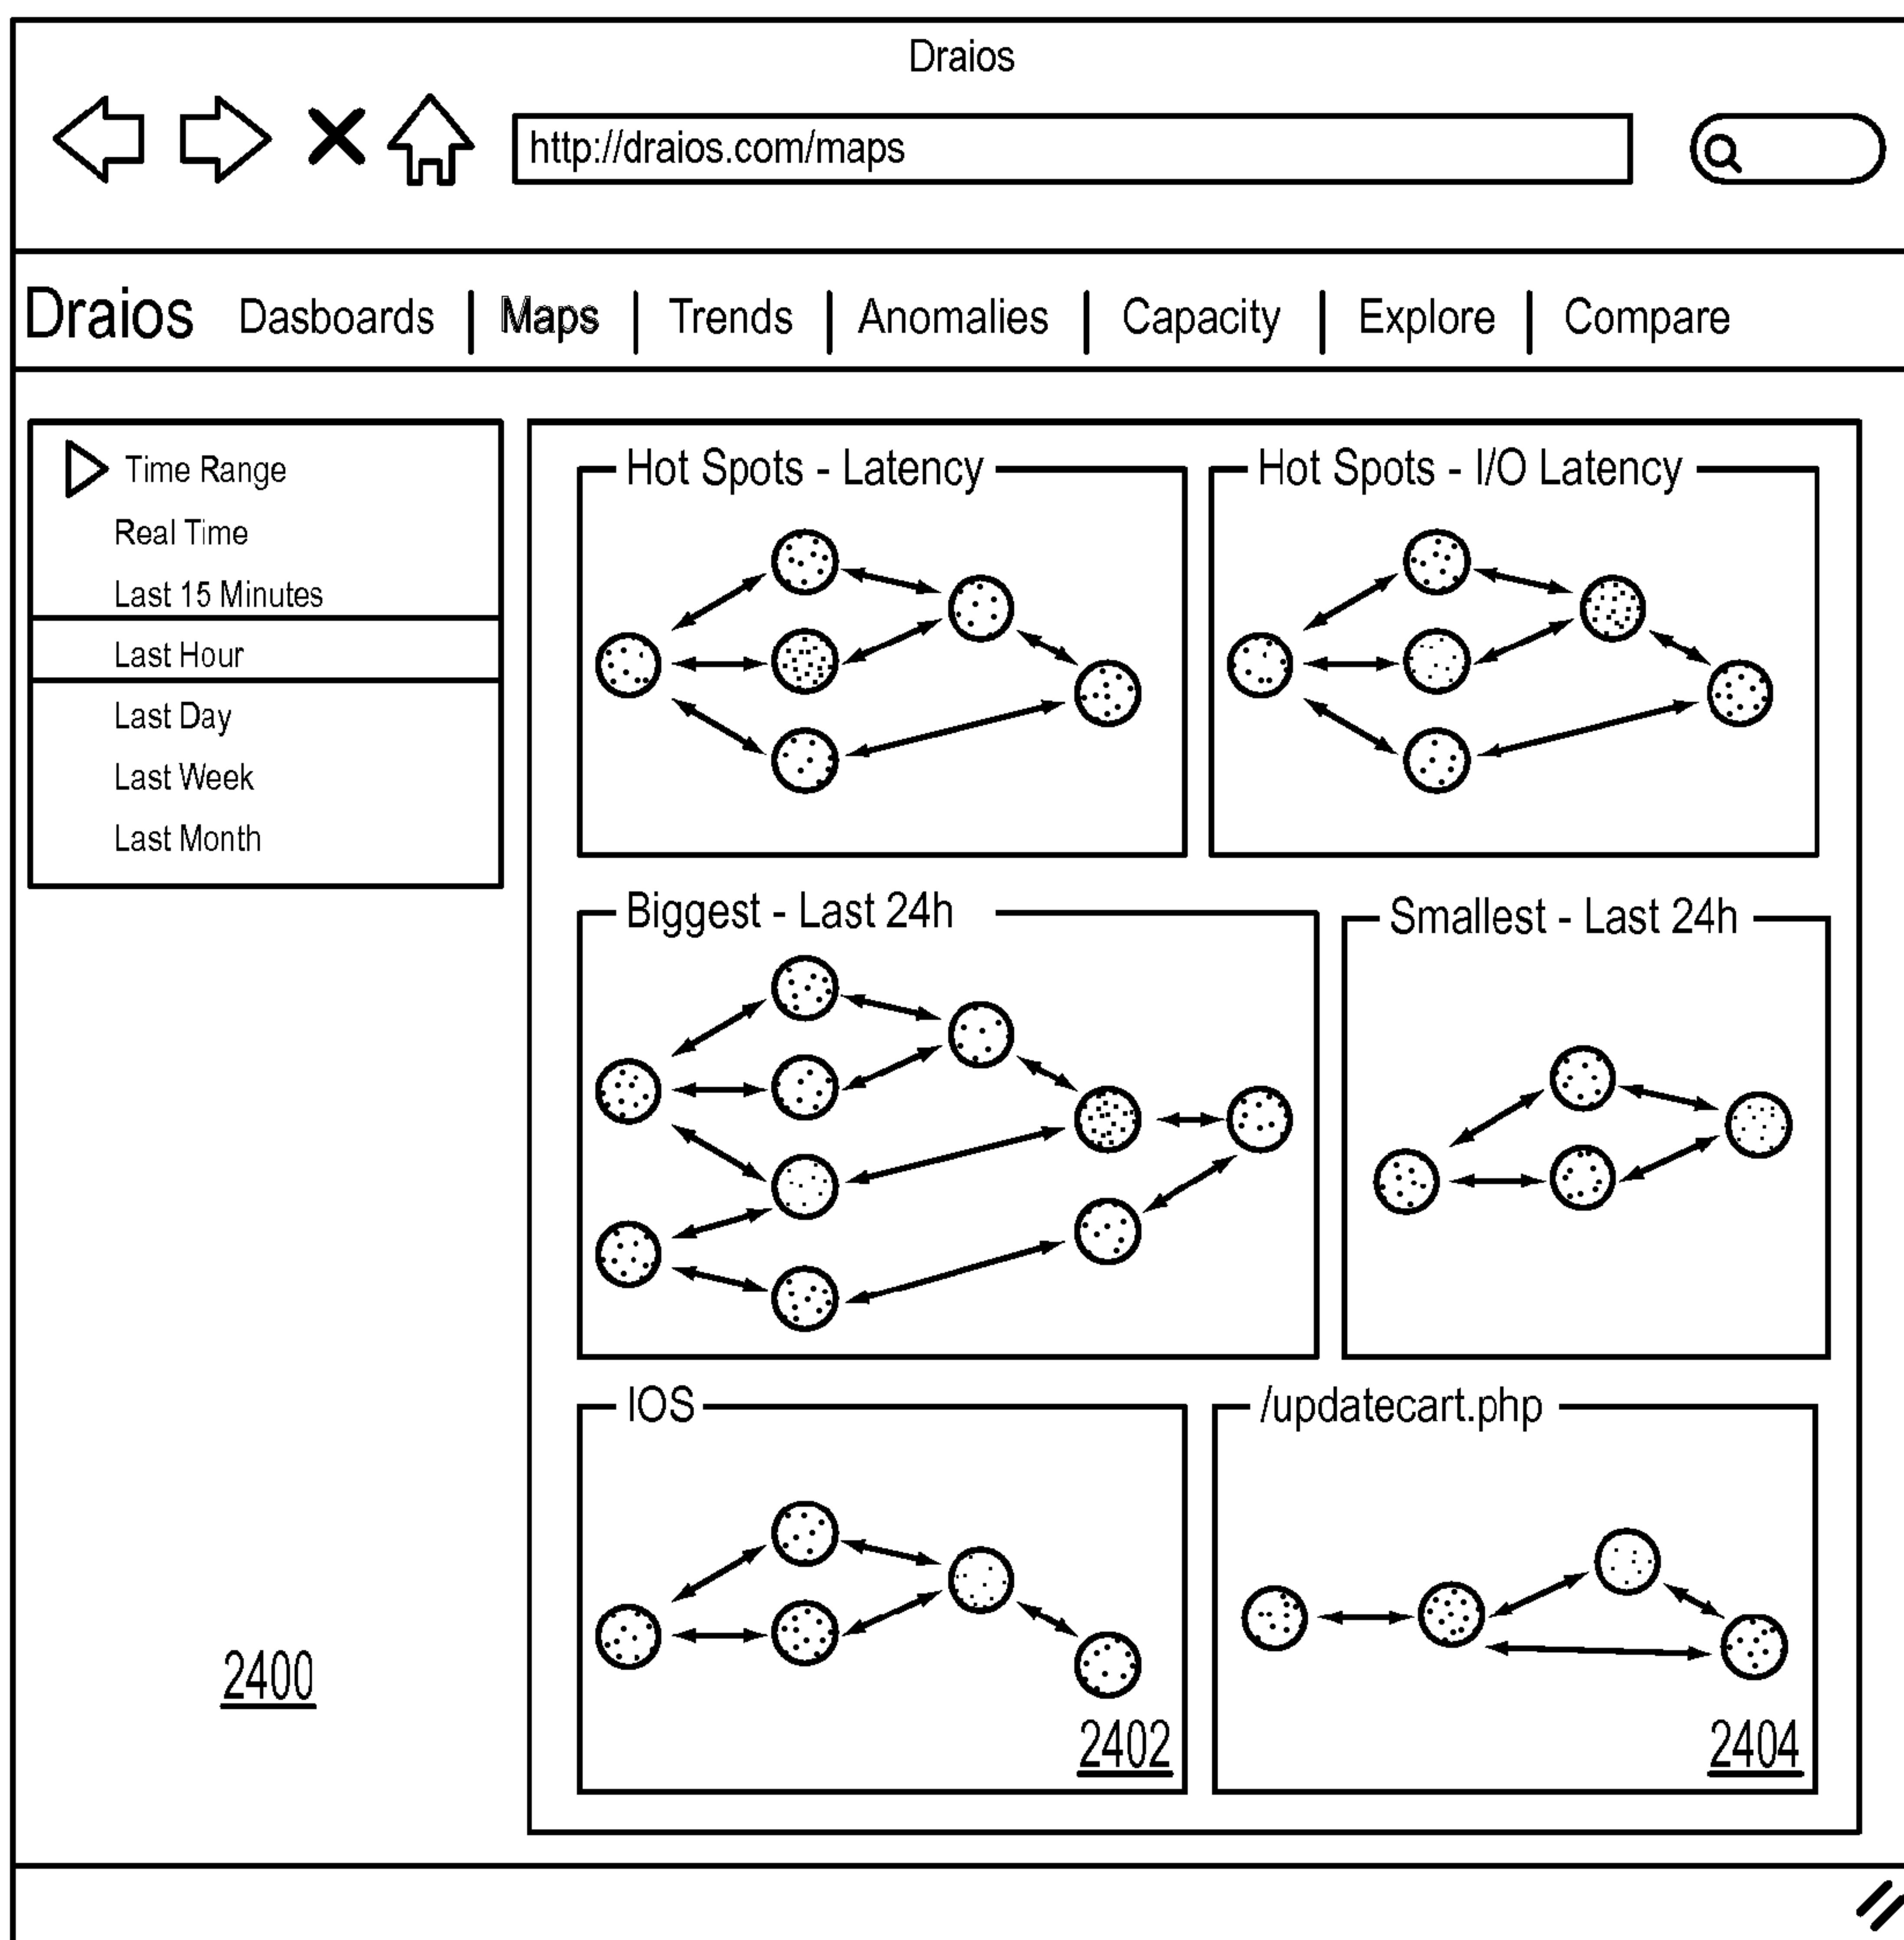 Draios
http://draios.com/maps
Draios Dasboards | Maps | Trends | Anomalies | Capacity | Explore | Compare
Time Range
Real Time
Last 15 Minutes
Last Hour
Last Day
Last Week
Last Month
Hot Spots - Latency
Hot Spots - I/O Latency
Biggest - Last 24h
Smallest - Last 24h
IOS
/updatecart.php
2400
2402
2404